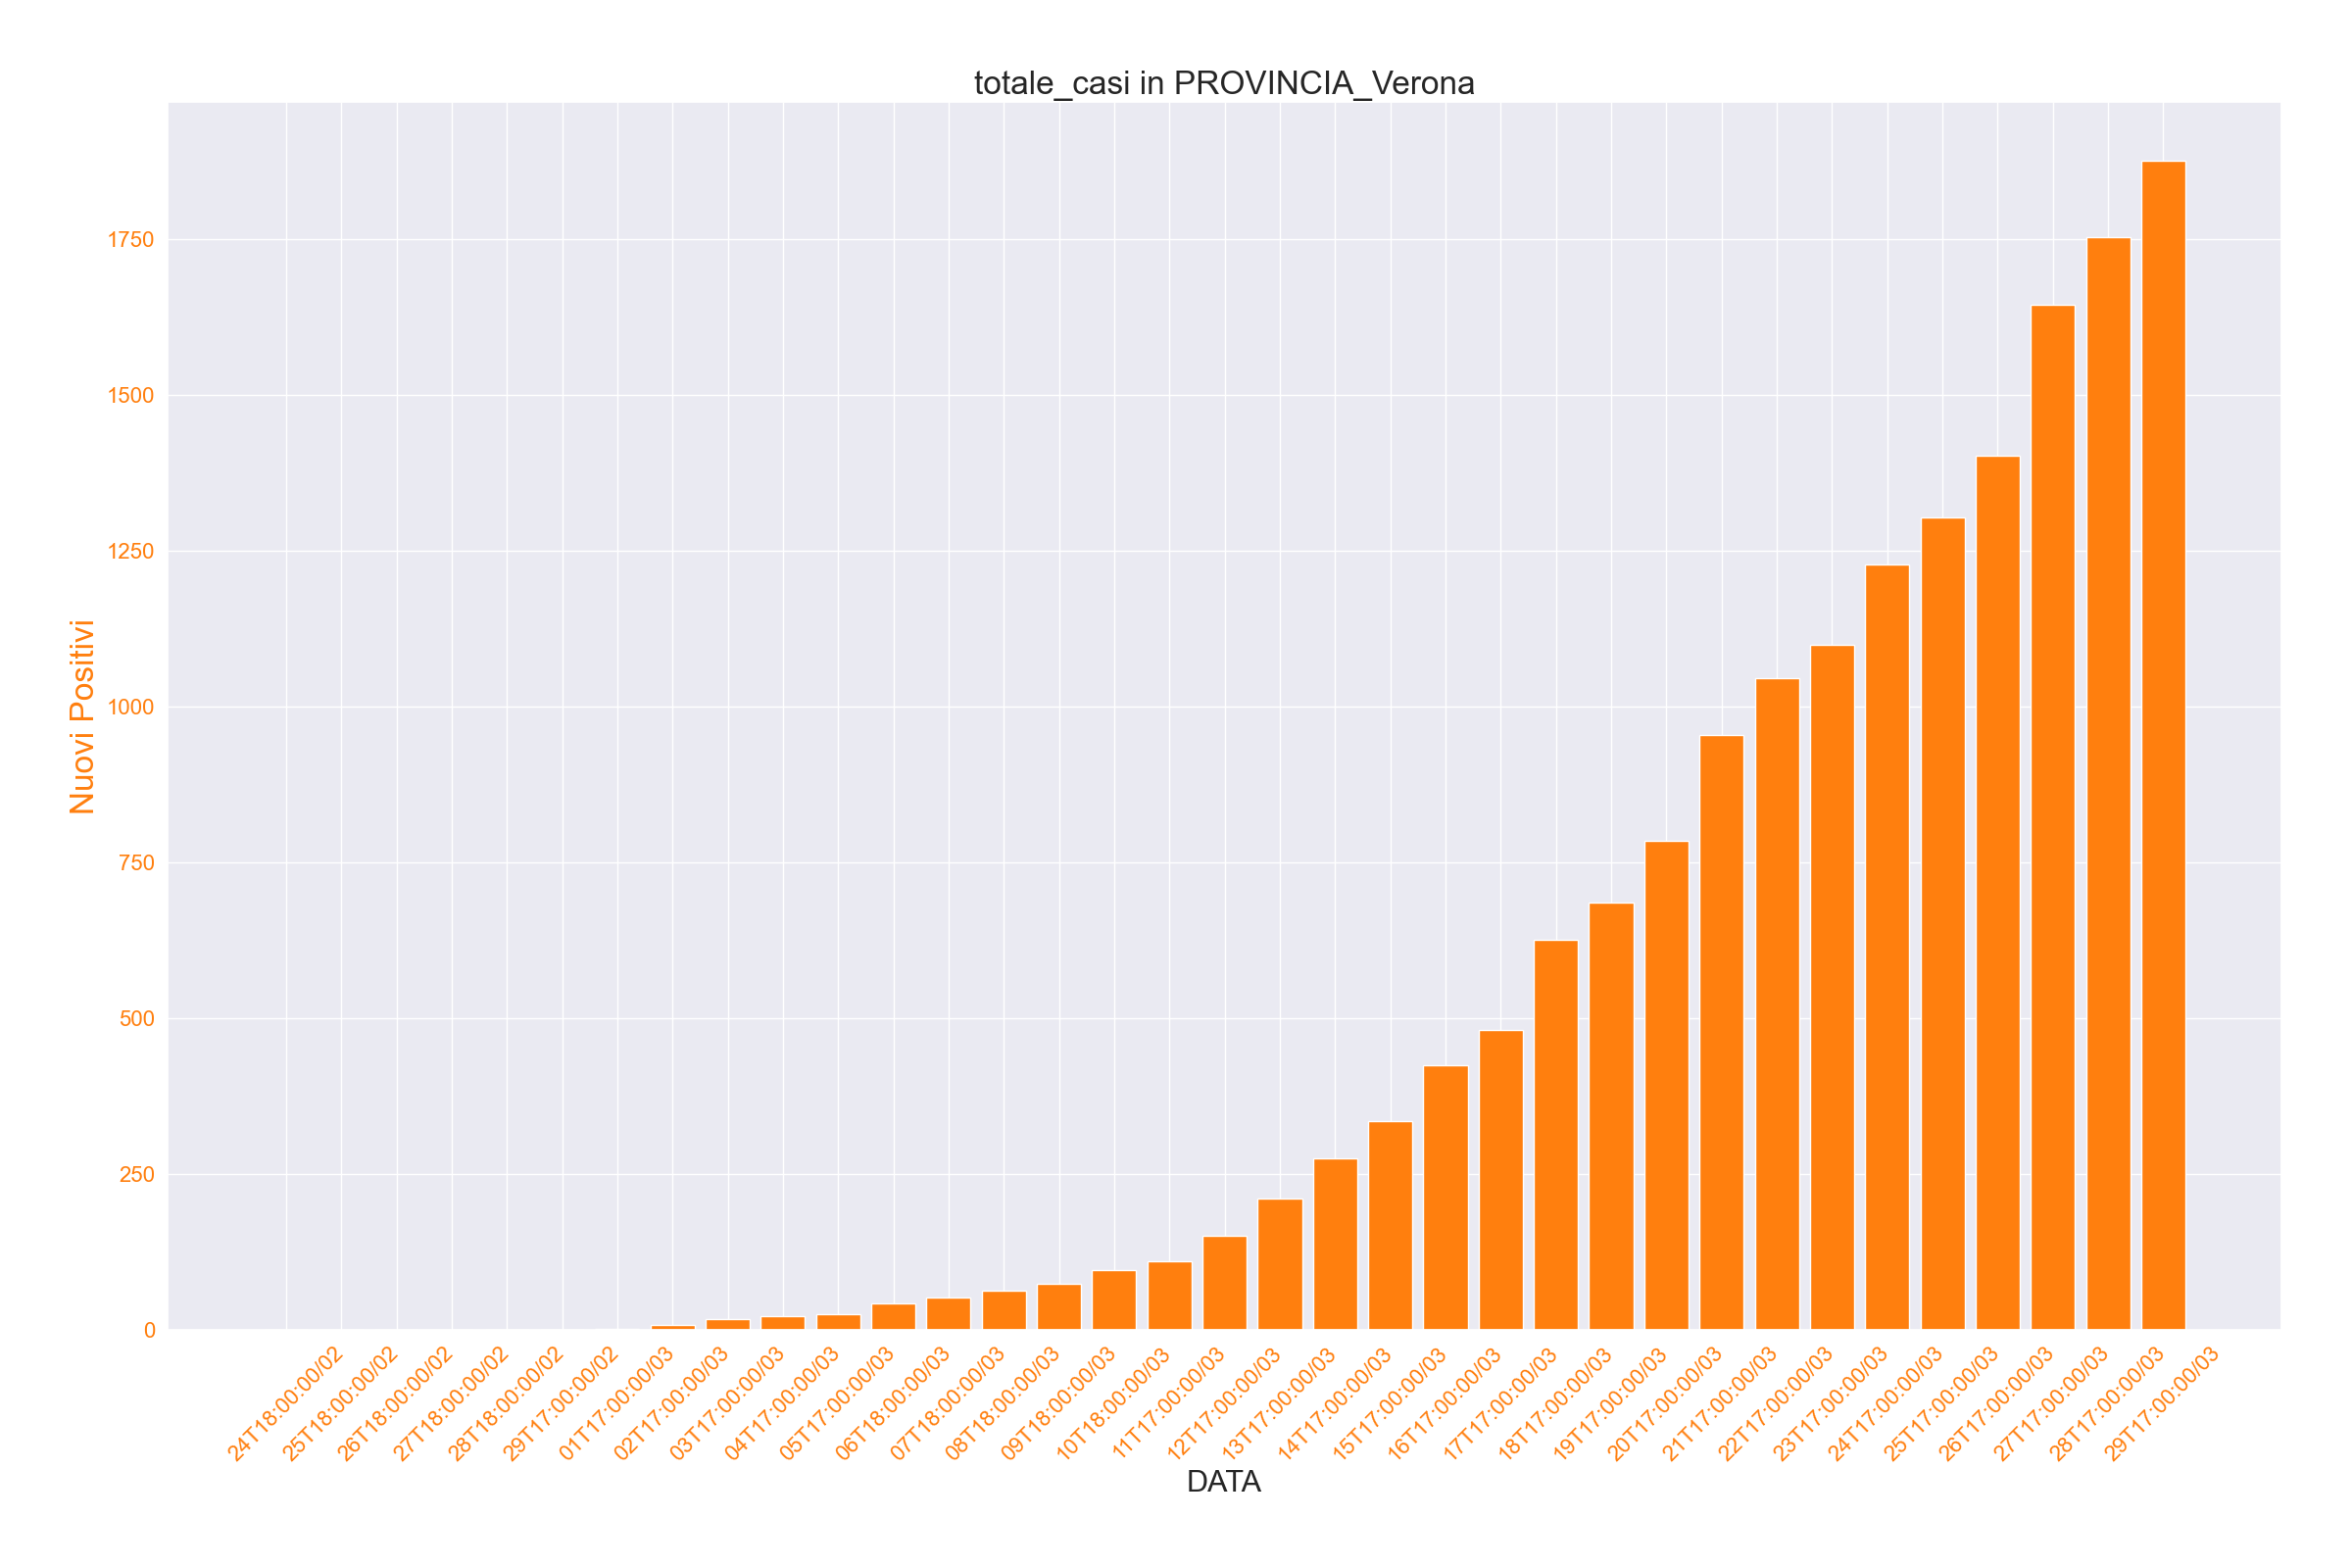 totale_casi in PROVINCIA_Verona
Nuovi Positivi
1750
1500
1250
1000
750
500
250
0
24T18:00:00/02
25T18:00:00/02
26T18:00:00/02
27T18:00:00/02
28T18:00:00/02
29T17:00:00/02
01T17:00:00/03
02T17:00:00/03
03T17:00:00/03
04T17:00:00/03
05T17:00:00/03
06T18:00:00/03
07T18:00:00/03
08T18:00:00/03
09T18:00:00/03
10T18:00:00/03
11T17:00:00/03
12T17:00:00/03
13T17:00:00/03
14T17:00:00/03
15T17:00:00/03
16T17:00:00/03
17T17:00:00/03
18T17:00:00/03
19T17:00:00/03
20T17:00:00/03
21T17:00:00/03
22T17:00:00/03
23T17:00:00/03
24T17:00:00/03
25T17:00:00/03
26T17:00:00/03
27T17:00:00/03
28T17:00:00/03
29T17:00:00/03
DATA